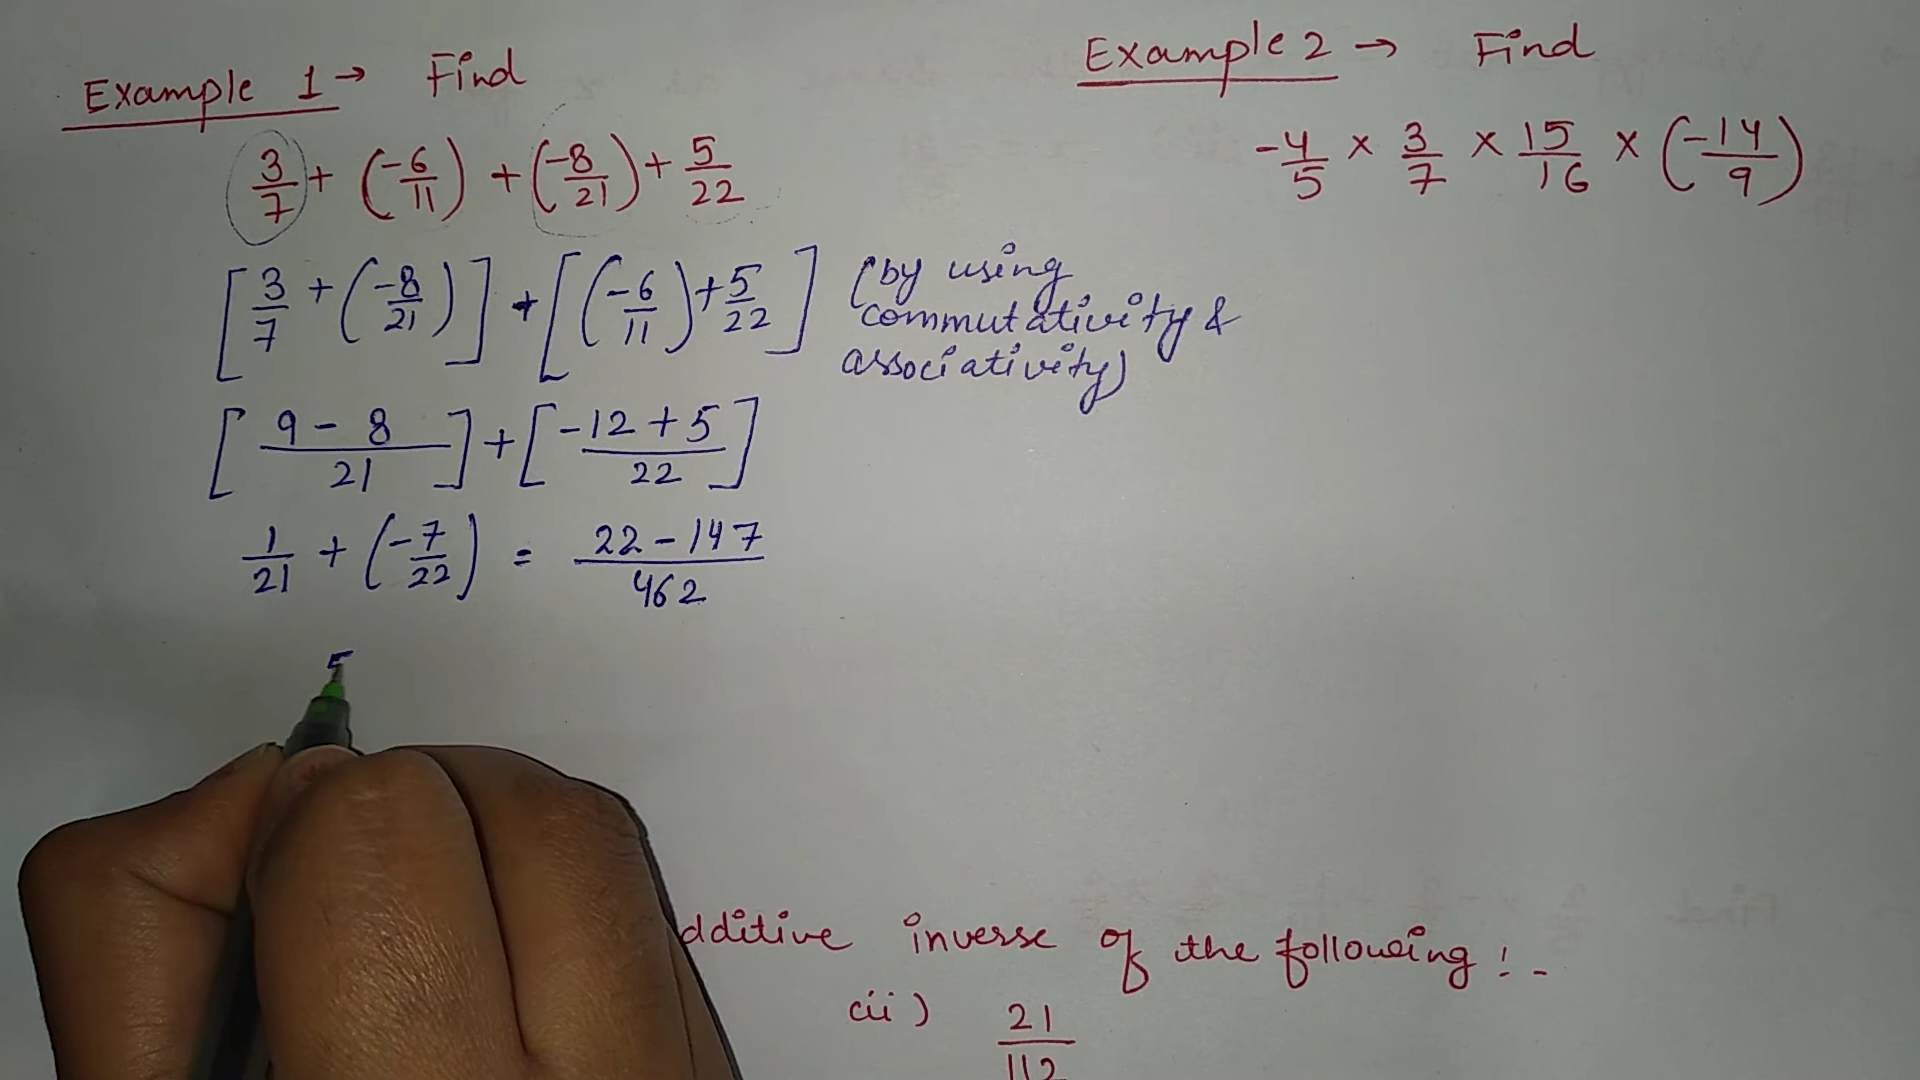 Example 1 → Find
3/7 + (-6/11) + (-8/21) + 5/22
[3/7 + (-8/21)] + [(-6/11) + 5/22] (by using
commutativity &
associativity)
[9 - 8 / 21] + [-12 + 5 / 22]
1/21 + (-7/22) = 22 - 147 / 462
5
Example 2 → Find
-4/5 × 3/7 × 15/16 × (-14/9)
dditive inverse of the following : -
(ii) 21/112